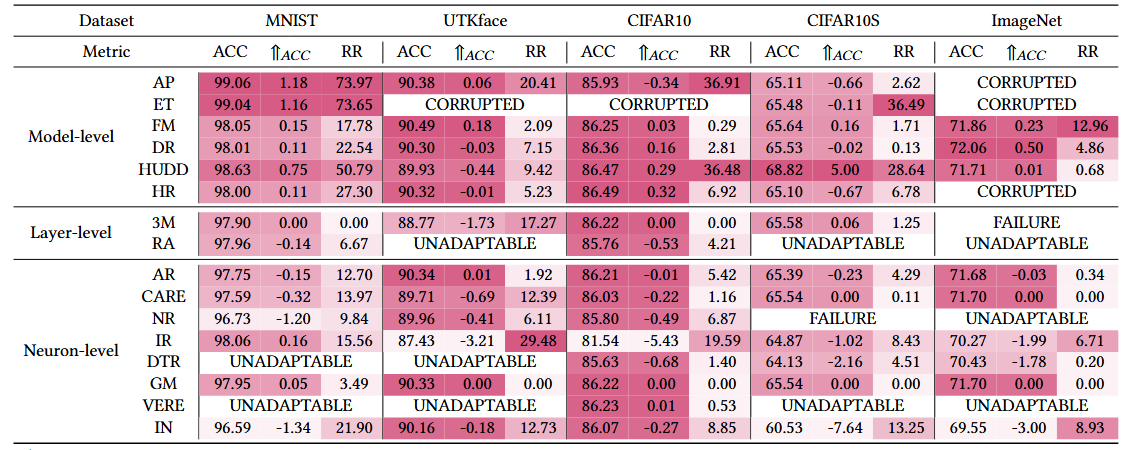 Dataset MNIST UTKface CIFAR10 CIFAR10S ImageNet
Metric ACC ⇑ACC RR ACC ⇑ACC RR ACC ⇑ACC RR ACC ⇑ACC RR ACC ⇑ACC RR
AP 99.06 1.18 73.97 90.38 0.06 20.41 85.93 -0.34 36.91 65.11 -0.66 2.62 CORRUPTED
ET 99.04 1.16 73.65 CORRUPTED CORRUPTED 65.48 -0.11 36.49 CORRUPTED
FM 98.05 0.15 17.78 90.49 0.18 2.09 86.25 0.03 0.29 65.64 0.16 1.71 71.86 0.23 12.96
Model-level DR 98.01 0.11 22.54 90.30 -0.03 7.15 86.36 0.16 2.81 65.53 -0.02 0.13 72.06 0.50 4.86
HUDD 98.63 0.75 50.79 89.93 -0.44 9.42 86.47 0.29 36.48 68.82 5.00 28.64 71.71 0.01 0.68
HR 98.00 0.11 27.30 90.32 -0.01 5.23 86.49 0.32 6.92 65.10 -0.67 6.78 CORRUPTED
Layer-level 3M 97.90 0.00 0.00 88.77 -1.73 17.27 86.22 0.00 0.00 65.58 0.06 1.25 FAILURE
RA 97.96 -0.14 6.67 UNADAPTABLE 85.76 -0.53 4.21 UNADAPTABLE UNADAPTABLE
AR 97.75 -0.15 12.70 90.34 0.01 1.92 86.21 -0.01 5.42 65.39 -0.23 4.29 71.68 -0.03 0.34
CARE 97.59 -0.32 13.97 89.71 -0.69 12.39 86.03 -0.22 1.16 65.54 0.00 0.11 71.70 0.00 0.00
NR 96.73 -1.20 9.84 89.96 -0.41 6.11 85.80 -0.49 6.87 FAILURE UNADAPTABLE
Neuron-level IR 98.06 0.16 15.56 87.43 -3.21 29.48 81.54 -5.43 19.59 64.87 -1.02 8.43 70.27 -1.99 6.71
DTR UNADAPTABLE UNADAPTABLE 85.63 -0.68 1.40 64.13 -2.16 4.51 70.43 -1.78 0.20
GM 97.95 0.05 3.49 90.33 0.00 0.00 86.22 0.00 0.00 65.54 0.00 0.00 71.70 0.00 0.00
VERE UNADAPTABLE UNADAPTABLE 86.23 0.01 0.53 UNADAPTABLE UNADAPTABLE
IN 96.59 -1.34 21.90 90.16 -0.18 12.73 86.07 -0.27 8.85 60.53 -7.64 13.25 69.55 -3.00 8.93